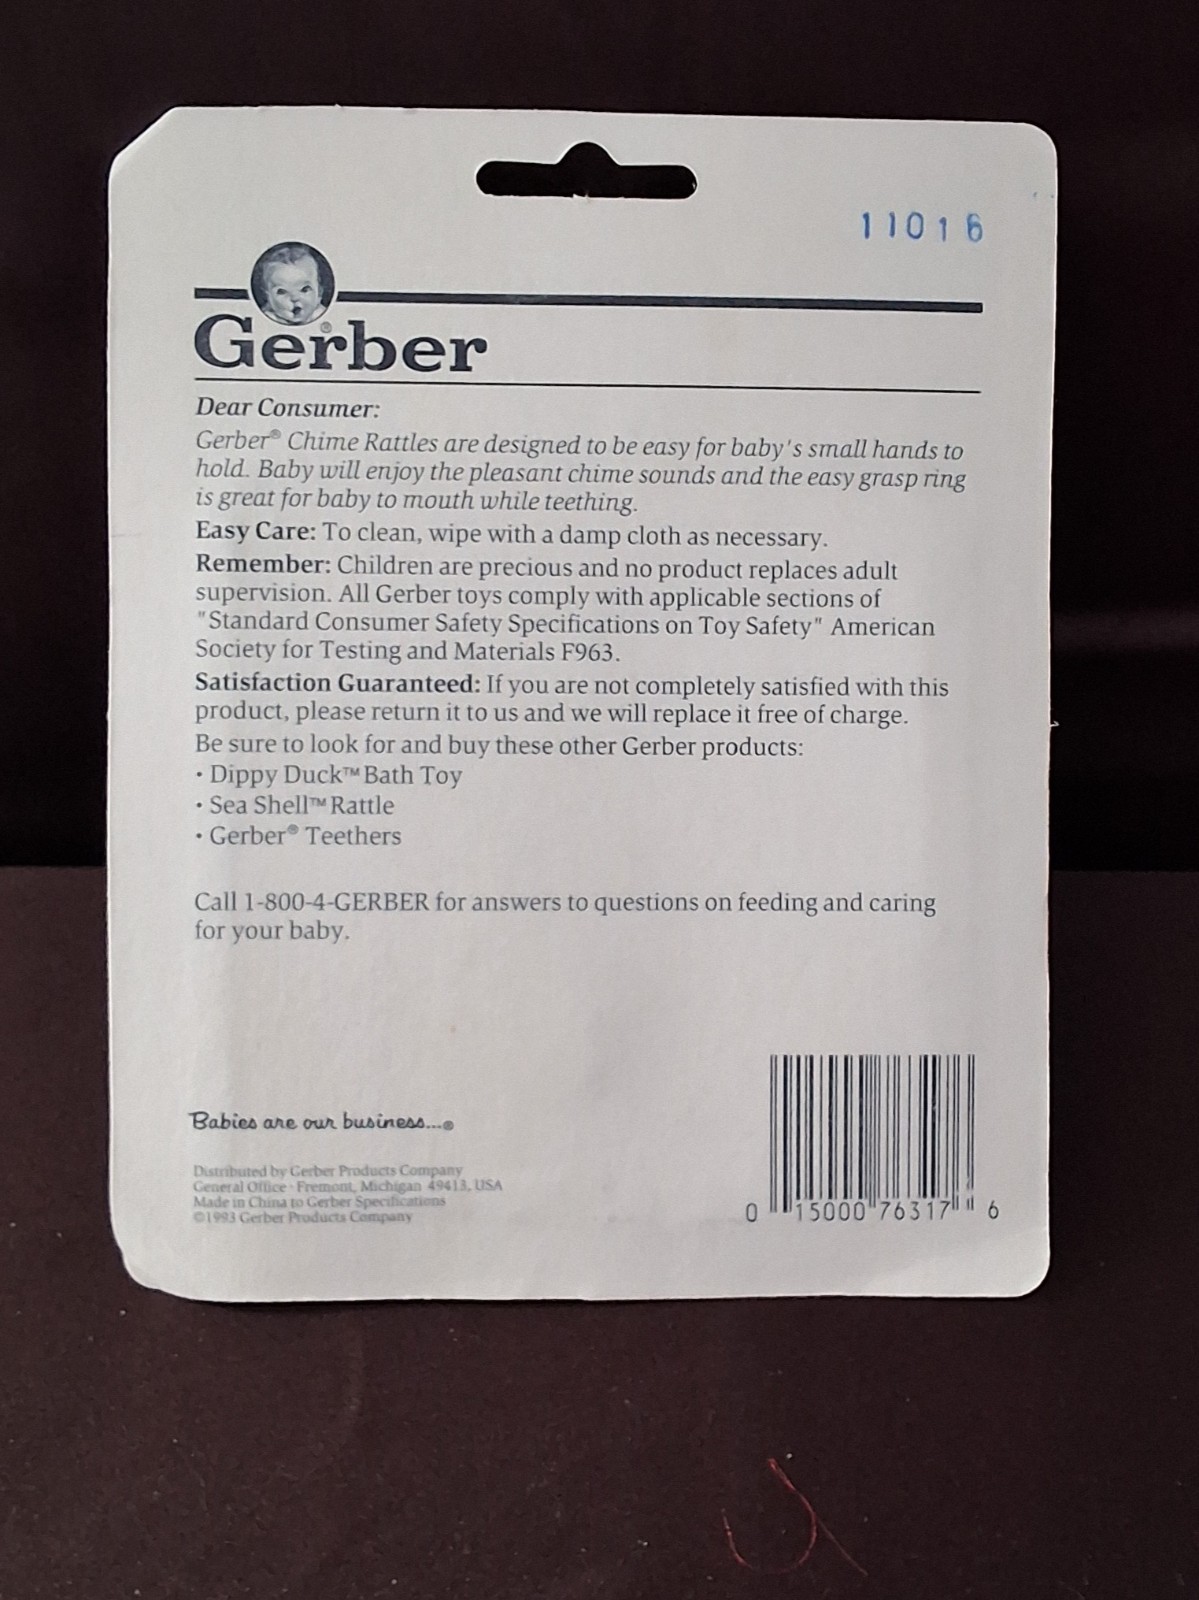 11016
Gerber®
Dear Consumer:
Gerber® Chime Rattles are designed to be easy for baby's small hands to
hold. Baby will enjoy the pleasant chime sounds and the easy grasp ring
is great for baby to mouth while teething.
Easy Care: To clean, wipe with a damp cloth as necessary.
Remember: Children are precious and no product replaces adult
supervision. All Gerber toys comply with applicable sections of
"Standard Consumer Safety Specifications on Toy Safety" American
Society for Testing and Materials F963.
Satisfaction Guaranteed: If you are not completely satisfied with this
product, please return it to us and we will replace it free of charge.
Be sure to look for and buy these other Gerber products:
• Dippy Duck™ Bath Toy
• Sea Shell™ Rattle
• Gerber® Teethers
Call 1-800-4-GERBER for answers to questions on feeding and caring
for your baby.
Babies are our business...®
Distributed by Gerber Products Company
General Office · Fremont, Michigan 49413, USA
Made in China to Gerber Specifications
©1993 Gerber Products Company
0 15000 76317 6